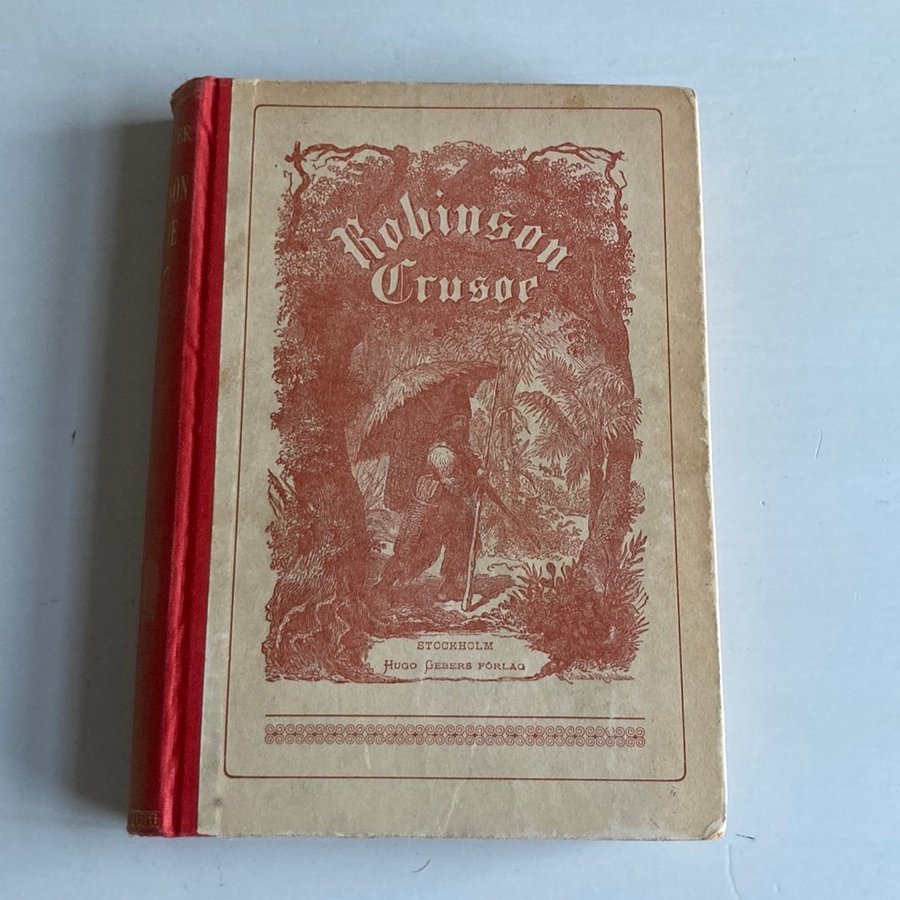 Robinson
Crusoe
STOCKHOLM
HUGO GEBERS FÖRLAG